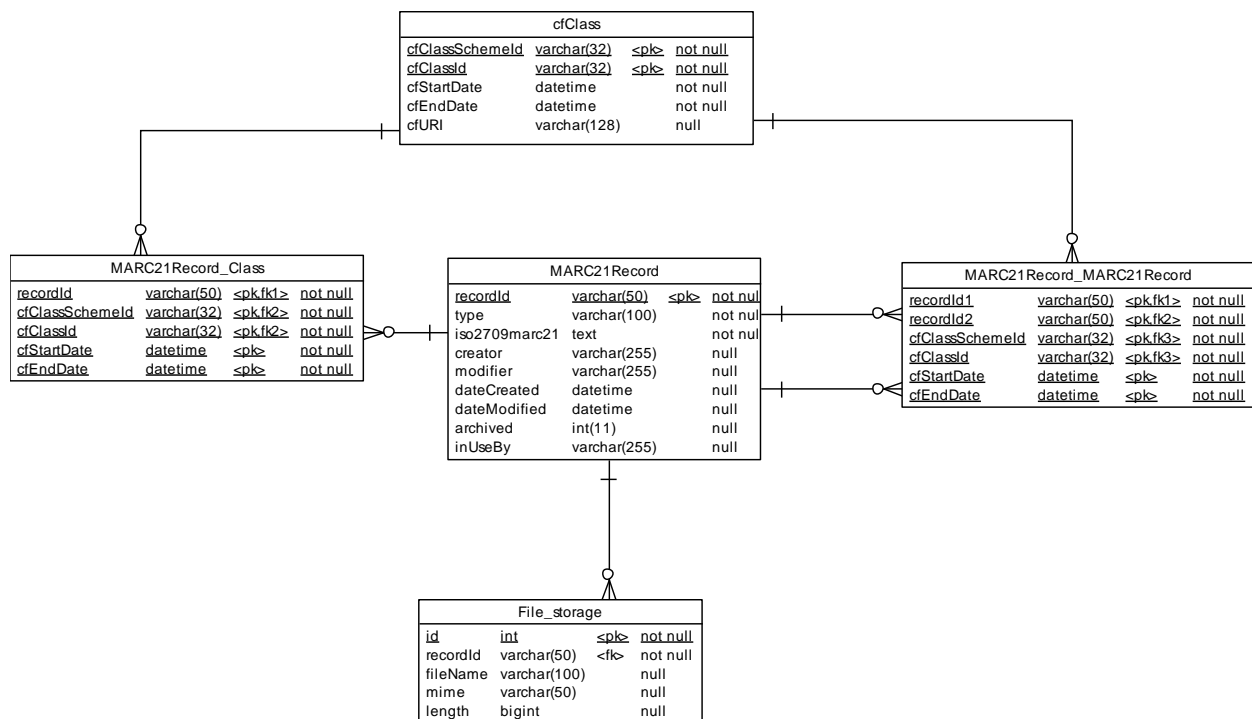 cfClass
cfClassSchemeId varchar(32) <pk> not null
cfClassId varchar(32) <pk> not null
cfStartDate datetime not null
cfEndDate datetime not null
cfURI varchar(128) null
MARC21Record_Class
recordId varchar(50) <pk,fk1> not null
cfClassSchemeId varchar(32) <pk,fk2> not null
cfClassId varchar(32) <pk,fk2> not null
cfStartDate datetime <pk> not null
cfEndDate datetime <pk> not null
MARC21Record
recordId varchar(50) <pk> not nul
type varchar(100) not nul
iso2709marc21 text not nul
creator varchar(255) null
modifier varchar(255) null
dateCreated datetime null
dateModified datetime null
archived int(11) null
inUseBy varchar(255) null
MARC21Record_MARC21Record
recordId1 varchar(50) <pk,fk1> not null
recordId2 varchar(50) <pk,fk2> not null
cfClassSchemeId varchar(32) <pk,fk3> not null
cfClassId varchar(32) <pk,fk3> not null
cfStartDate datetime <pk> not null
cfEndDate datetime <pk> not null
File_storage
id int <pk> not null
recordId varchar(50) <fk> not null
fileName varchar(100) null
mime varchar(50) null
length bigint null